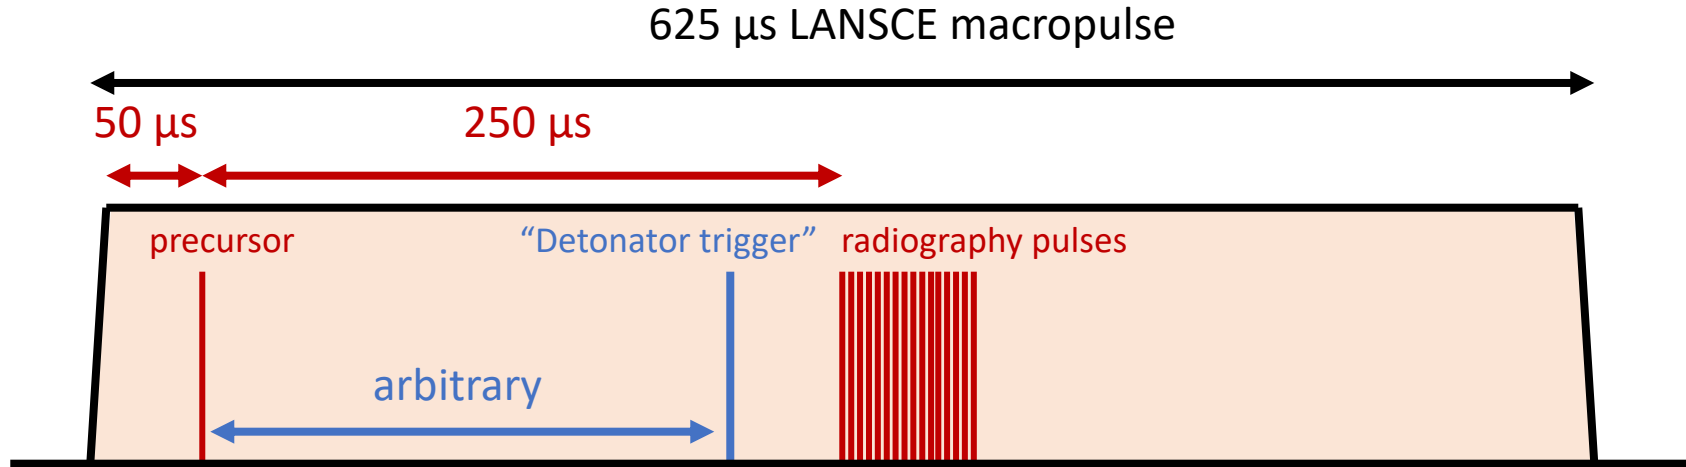 625 µs LANSCE macropulse
50 µs
250 µs
precursor
“Detonator trigger”
radiography pulses
arbitrary